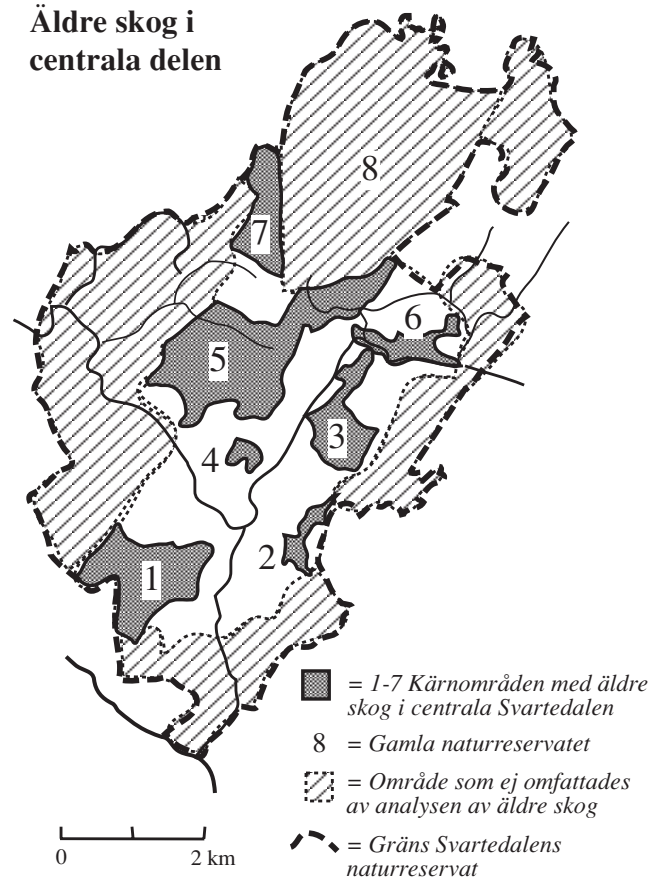 Äldre skog i
centrala delen
8
7
6
5
3
4
2
1
= 1-7 Kärnområden med äldre
skog i centrala Svartedalen
8 = Gamla naturreservatet
= Område som ej omfattades
av analysen av äldre skog
= Gräns Svartedalens
naturreservat
0 2 km